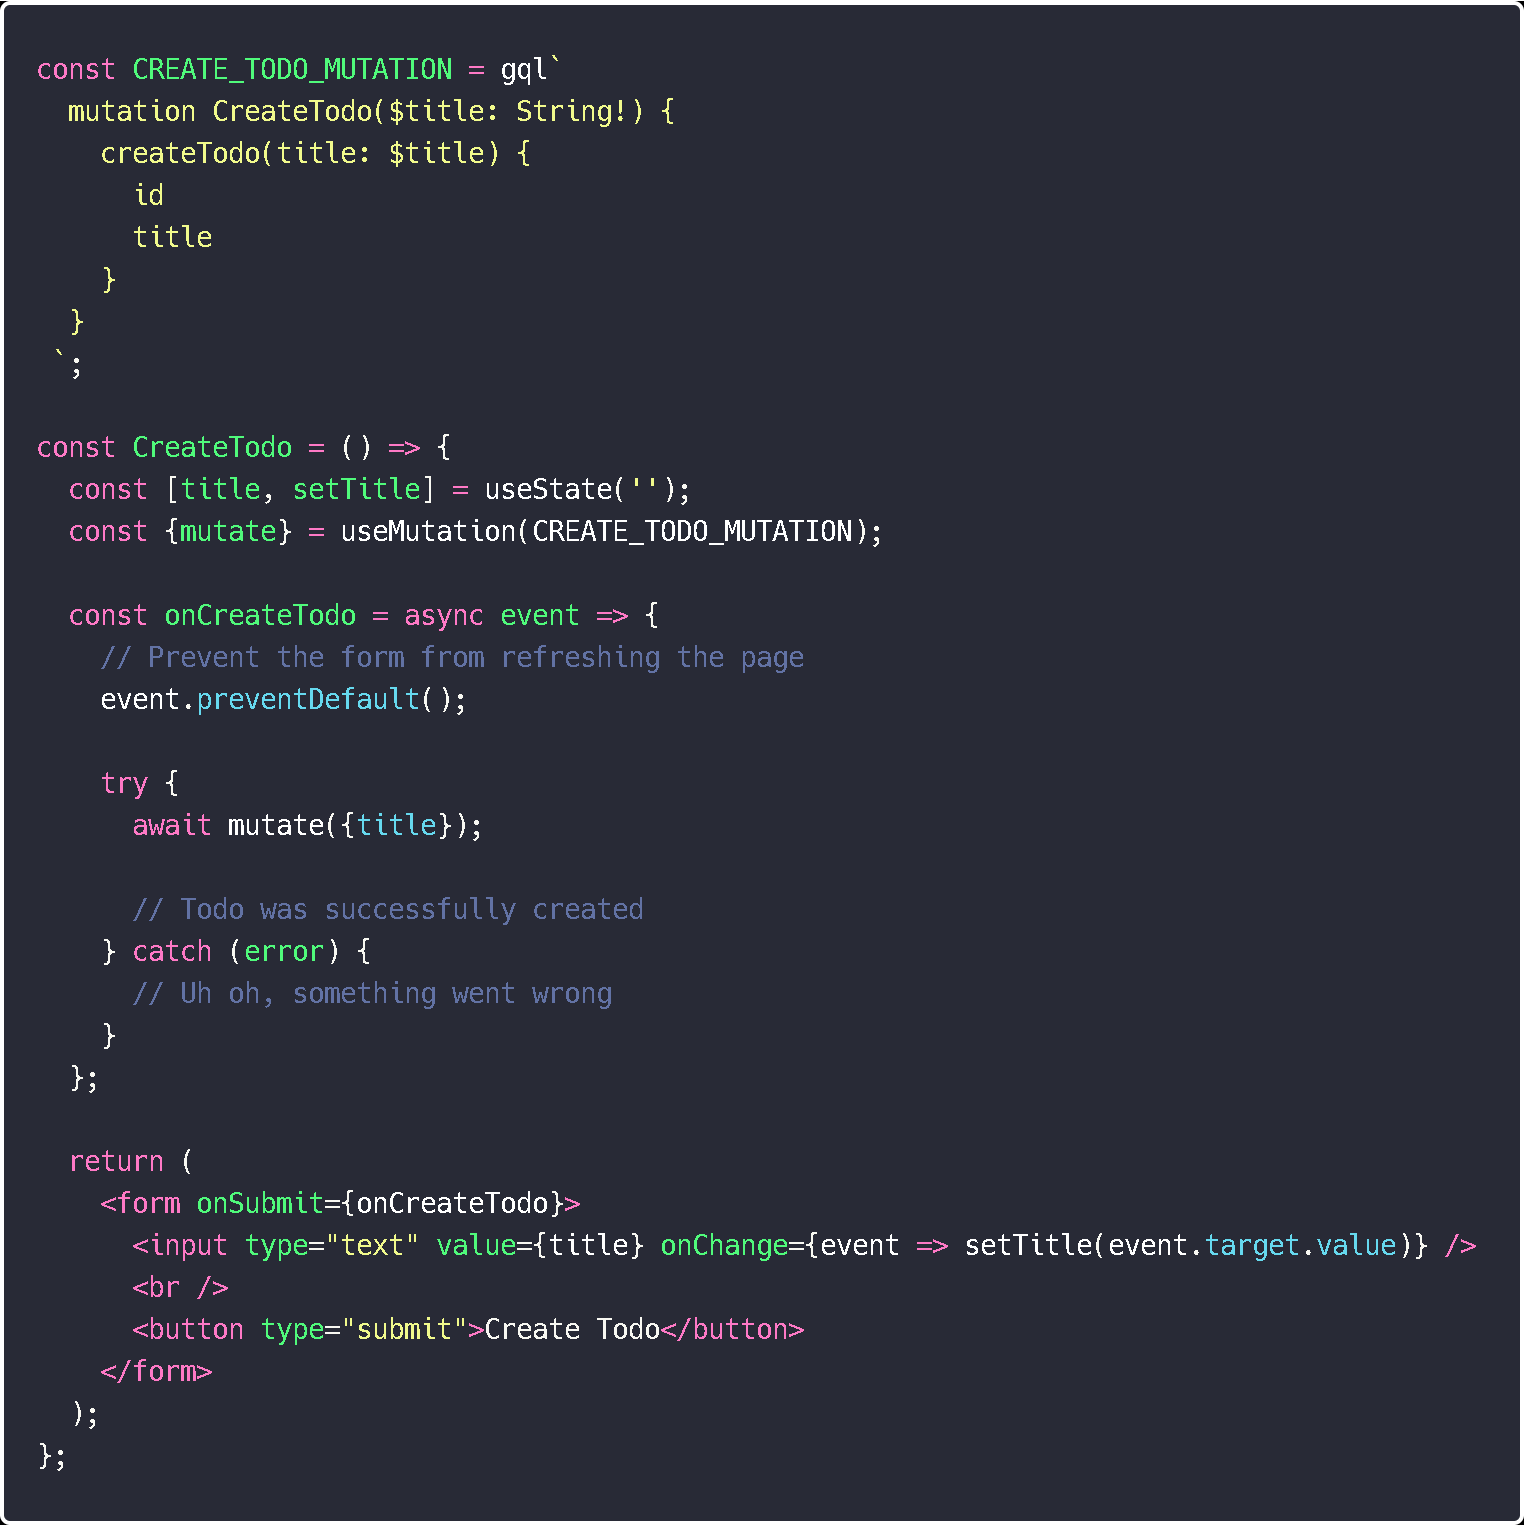 const CREATE_TODO_MUTATION = gql`
  mutation CreateTodo($title: String!) {
    createTodo(title: $title) {
      id
      title
    }
  }
 `;

const CreateTodo = () => {
  const [title, setTitle] = useState('');
  const {mutate} = useMutation(CREATE_TODO_MUTATION);

  const onCreateTodo = async event => {
    // Prevent the form from refreshing the page
    event.preventDefault();

    try {
      await mutate({title});

      // Todo was successfully created
    } catch (error) {
      // Uh oh, something went wrong
    }
  };

  return (
    <form onSubmit={onCreateTodo}>
      <input type="text" value={title} onChange={event => setTitle(event.target.value)} />
      <br />
      <button type="submit">Create Todo</button>
    </form>
  );
};